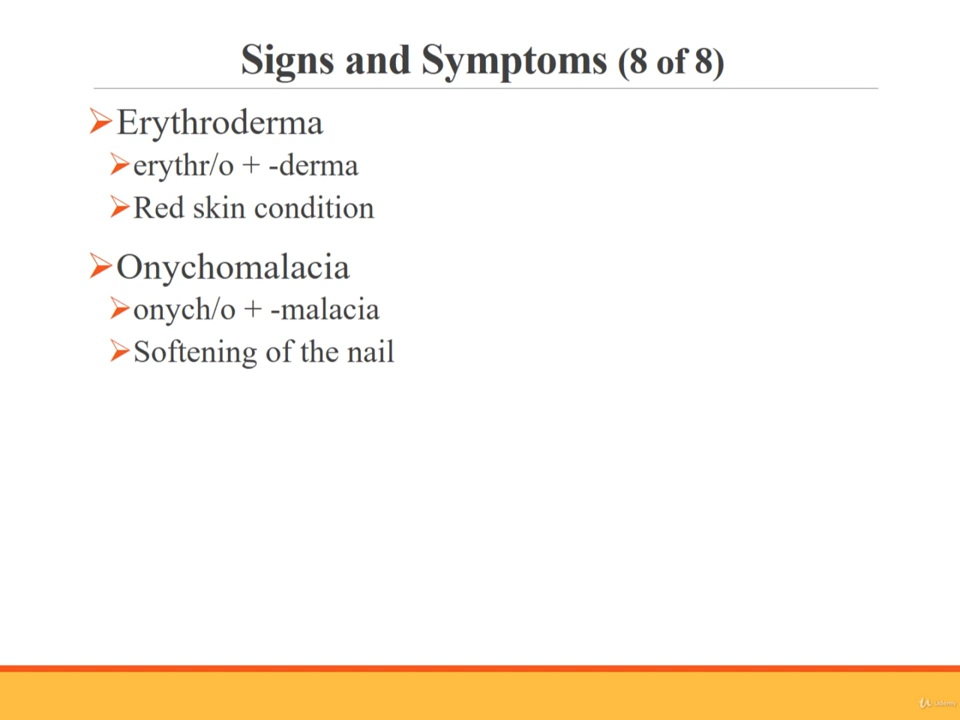 Signs and Symptoms (8 of 8)
Erythroderma
erythr/o + -derma
Red skin condition
Onychomalacia
onych/o + -malacia
Softening of the nail
Udemy